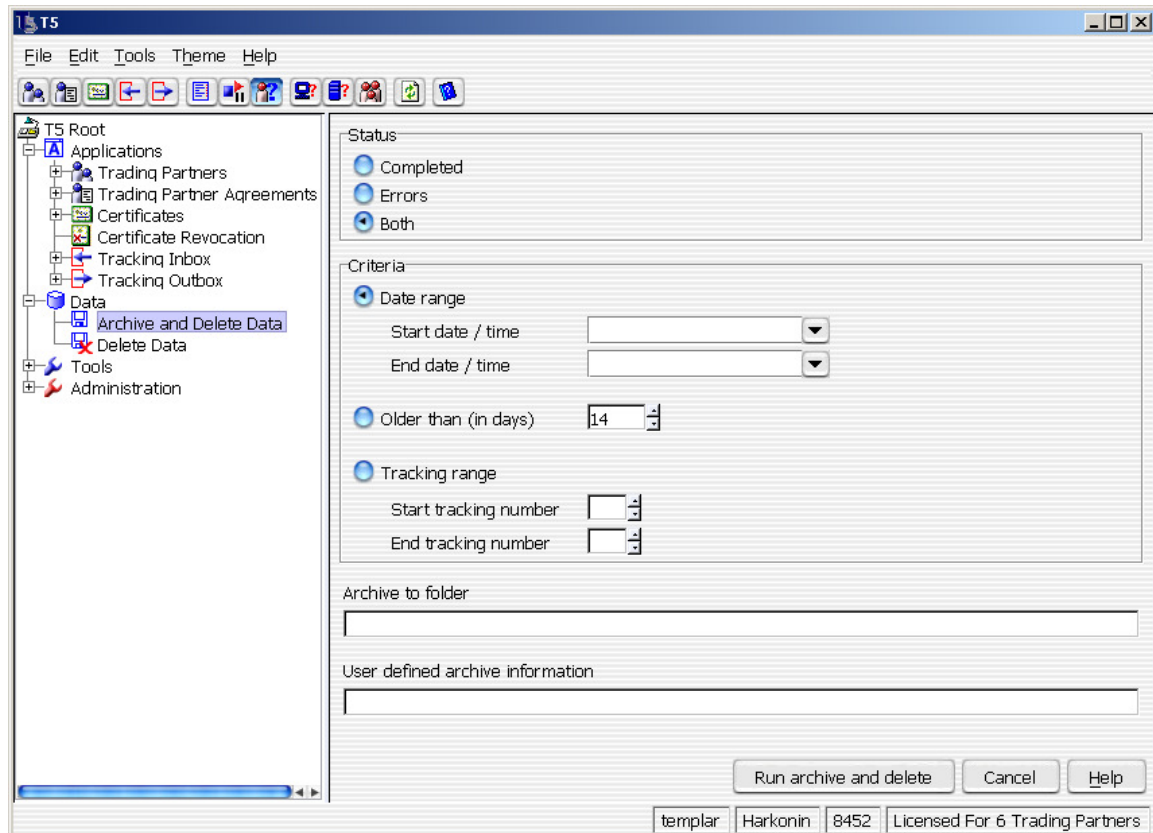 T5
File Edit Tools Theme Help
T5 Root
Applications
Trading Partners
Trading Partner Agreements
Certificates
Certificate Revocation
Tracking Inbox
Tracking Outbox
Data
Archive and Delete Data
Delete Data
Tools
Administration
Status
Completed
Errors
Both
Criteria
Date range
Start date / time
End date / time
Older than (in days) 14
Tracking range
Start tracking number
End tracking number
Archive to folder
User defined archive information
Run archive and delete Cancel Help
templar Harkonin 8452 Licensed For 6 Trading Partners